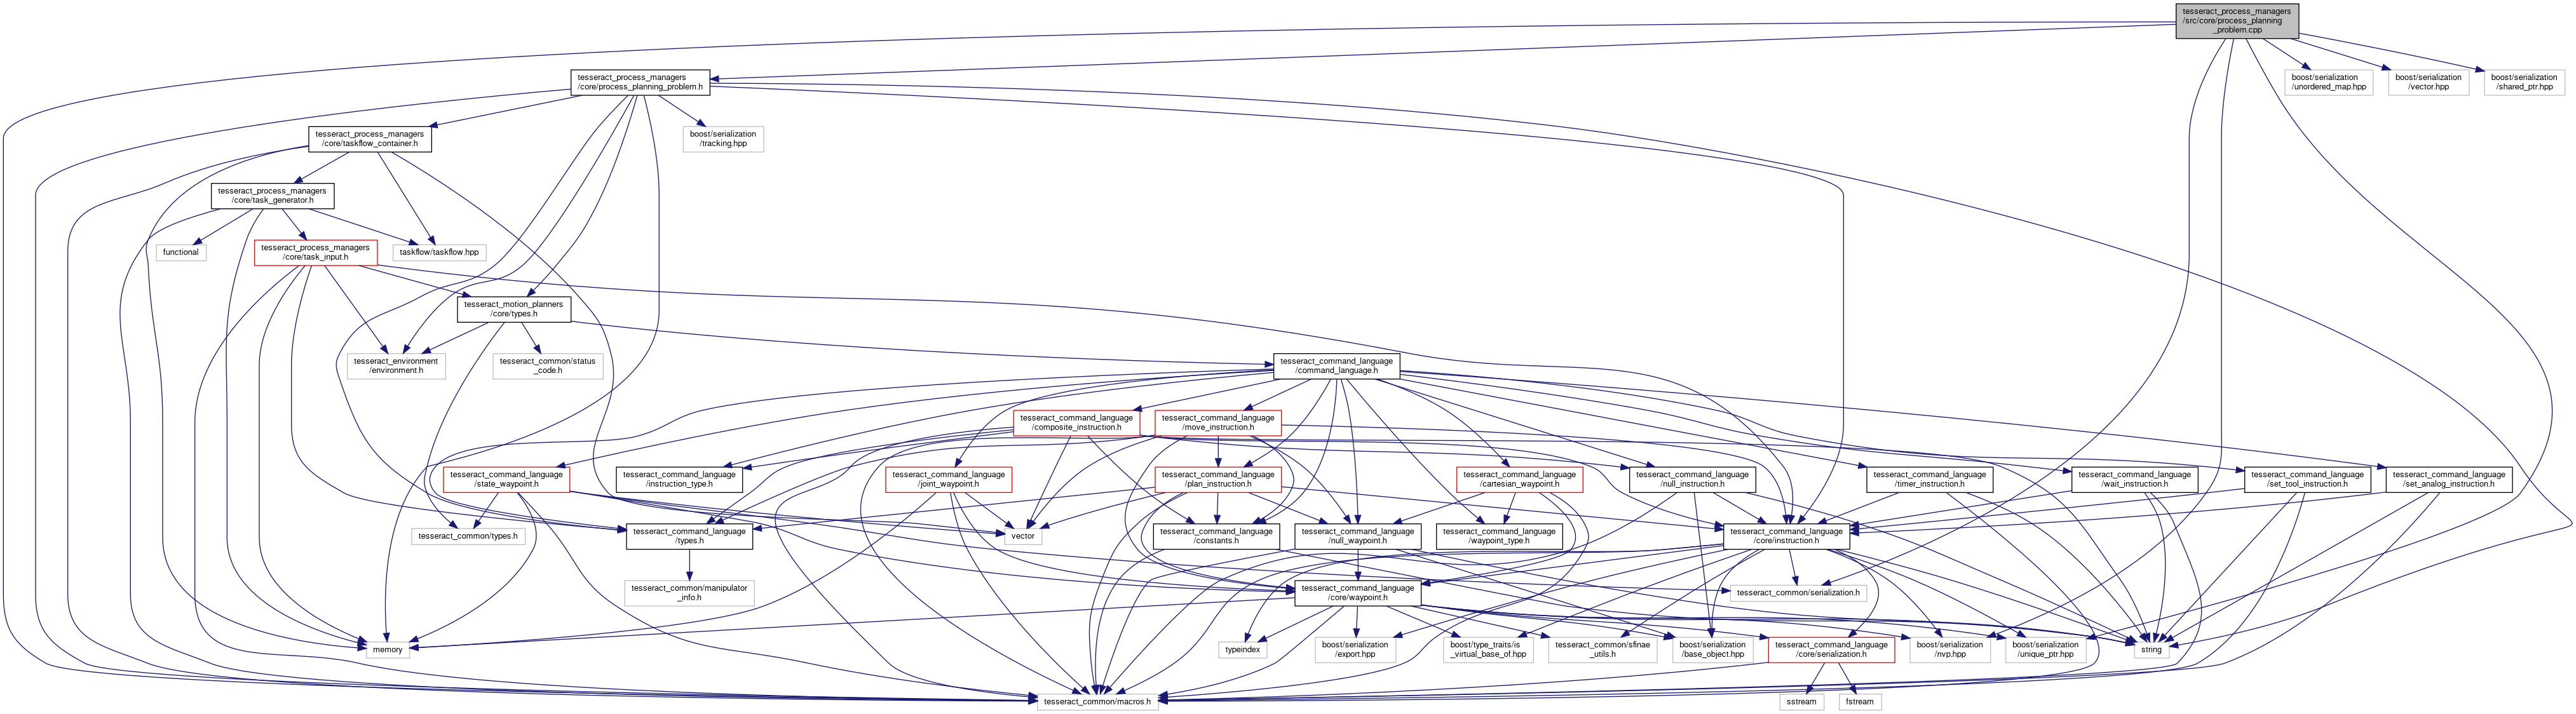 tesseract_process_managers
/src/core/process_planning
_problem.cpp
tesseract_process_managers
/core/process_planning_problem.h
boost/serialization
/unordered_map.hpp
boost/serialization
/vector.hpp
boost/serialization
/shared_ptr.hpp
tesseract_process_managers
/core/taskflow_container.h
boost/serialization
/tracking.hpp
tesseract_process_managers
/core/task_generator.h
functional
tesseract_process_managers
/core/task_input.h
taskflow/taskflow.hpp
tesseract_motion_planners
/core/types.h
tesseract_environment
/environment.h
tesseract_common/status
_code.h
tesseract_command_language
/command_language.h
tesseract_command_language
/composite_instruction.h
tesseract_command_language
/move_instruction.h
tesseract_command_language
/state_waypoint.h
tesseract_command_language
/instruction_type.h
tesseract_command_language
/joint_waypoint.h
tesseract_command_language
/plan_instruction.h
tesseract_command_language
/cartesian_waypoint.h
tesseract_command_language
/null_instruction.h
tesseract_command_language
/timer_instruction.h
tesseract_command_language
/wait_instruction.h
tesseract_command_language
/set_tool_instruction.h
tesseract_command_language
/set_analog_instruction.h
tesseract_common/types.h
tesseract_command_language
/types.h
vector
tesseract_command_language
/constants.h
tesseract_command_language
/null_waypoint.h
tesseract_command_language
/waypoint_type.h
tesseract_command_language
/core/instruction.h
tesseract_common/manipulator
_info.h
tesseract_command_language
/core/waypoint.h
tesseract_common/serialization.h
memory
typeindex
boost/serialization
/export.hpp
boost/type_traits/is
_virtual_base_of.hpp
tesseract_common/sfinae
_utils.h
boost/serialization
/base_object.hpp
tesseract_command_language
/core/serialization.h
boost/serialization
/nvp.hpp
boost/serialization
/unique_ptr.hpp
string
tesseract_common/macros.h
sstream
fstream